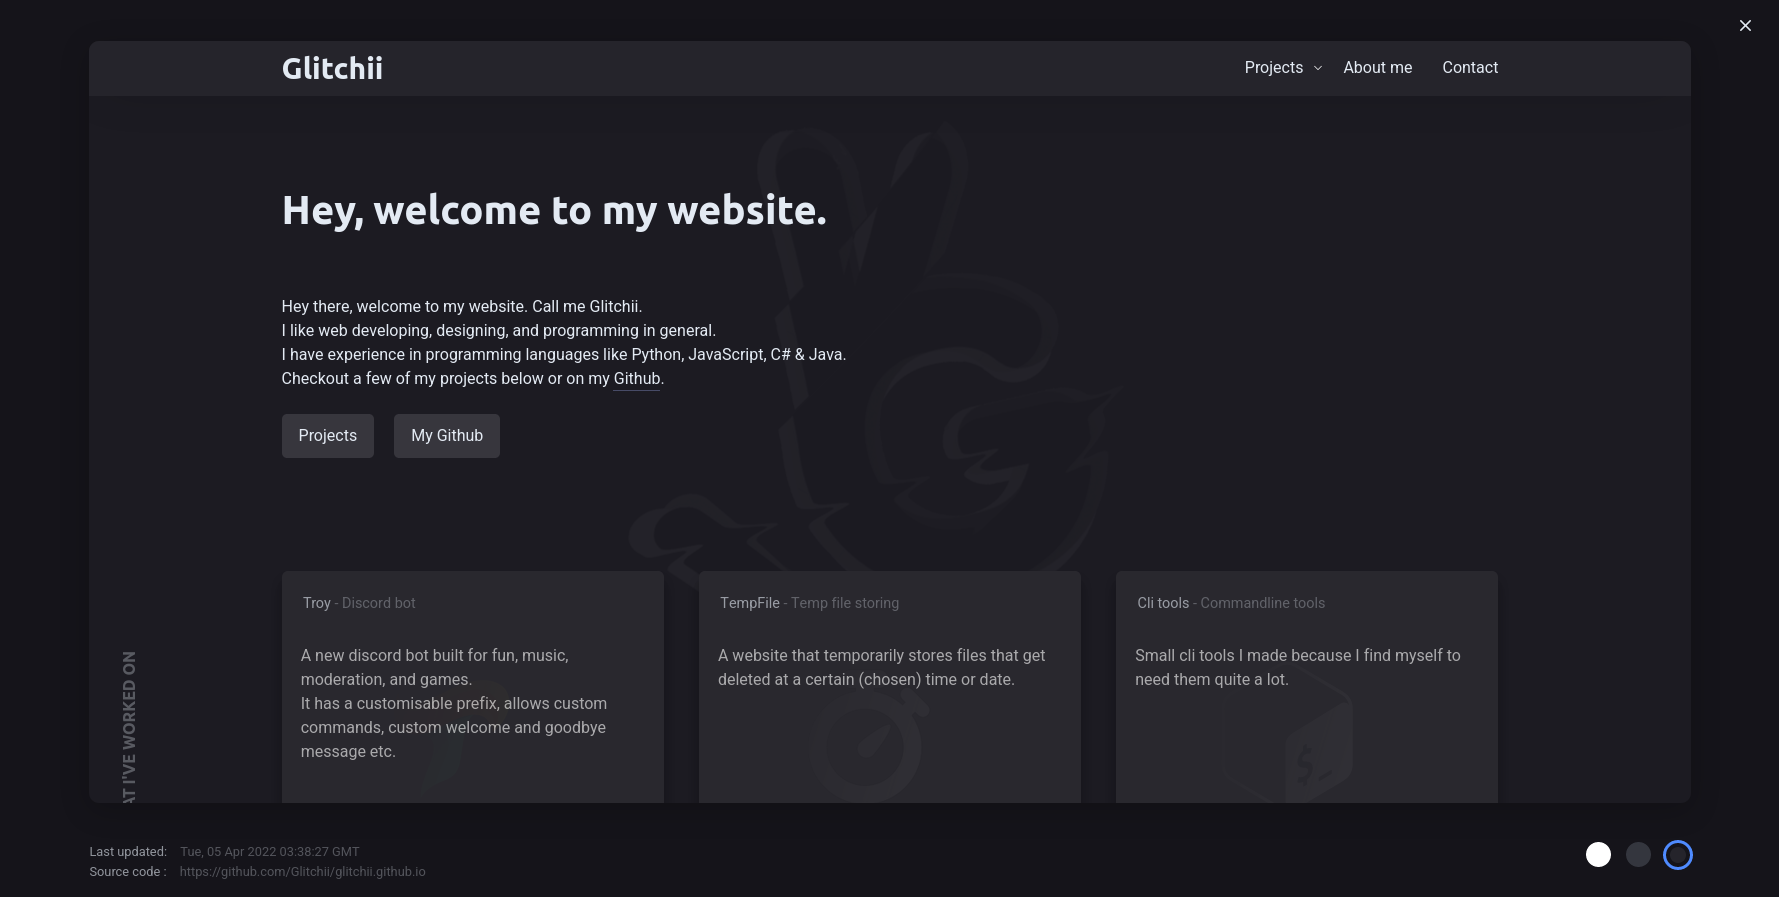 Glitchii
Projects
About me
Contact
Hey, welcome to my website.
Hey there, welcome to my website. Call me Glitchii.
I like web developing, designing, and programming in general.
I have experience in programming languages like Python, JavaScript, C# & Java.
Checkout a few of my projects below or on my Github.
Projects
My Github
Troy - Discord bot
A new discord bot built for fun, music,
moderation, and games.
It has a customisable prefix, allows custom
commands, custom welcome and goodbye
message etc.
TempFile - Temp file storing
A website that temporarily stores files that get
deleted at a certain (chosen) time or date.
Cli tools - Commandline tools
Small cli tools I made because I find myself to
need them quite a lot.
$_
AT I'VE WORKED ON
Last updated: Tue, 05 Apr 2022 03:38:27 GMT
Source code : https://github.com/Glitchii/glitchii.github.io